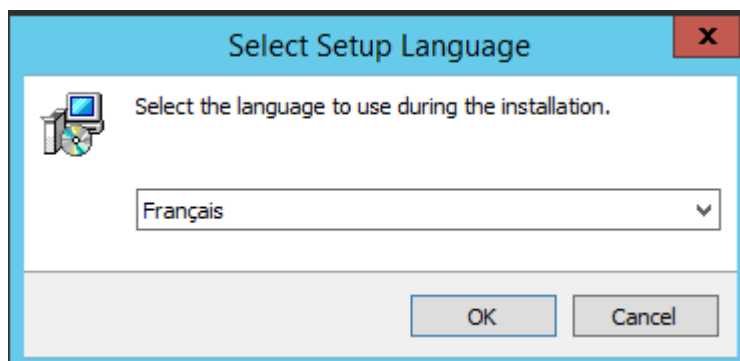 Select Setup Language
x
Select the language to use during the installation.
Français
OK
Cancel